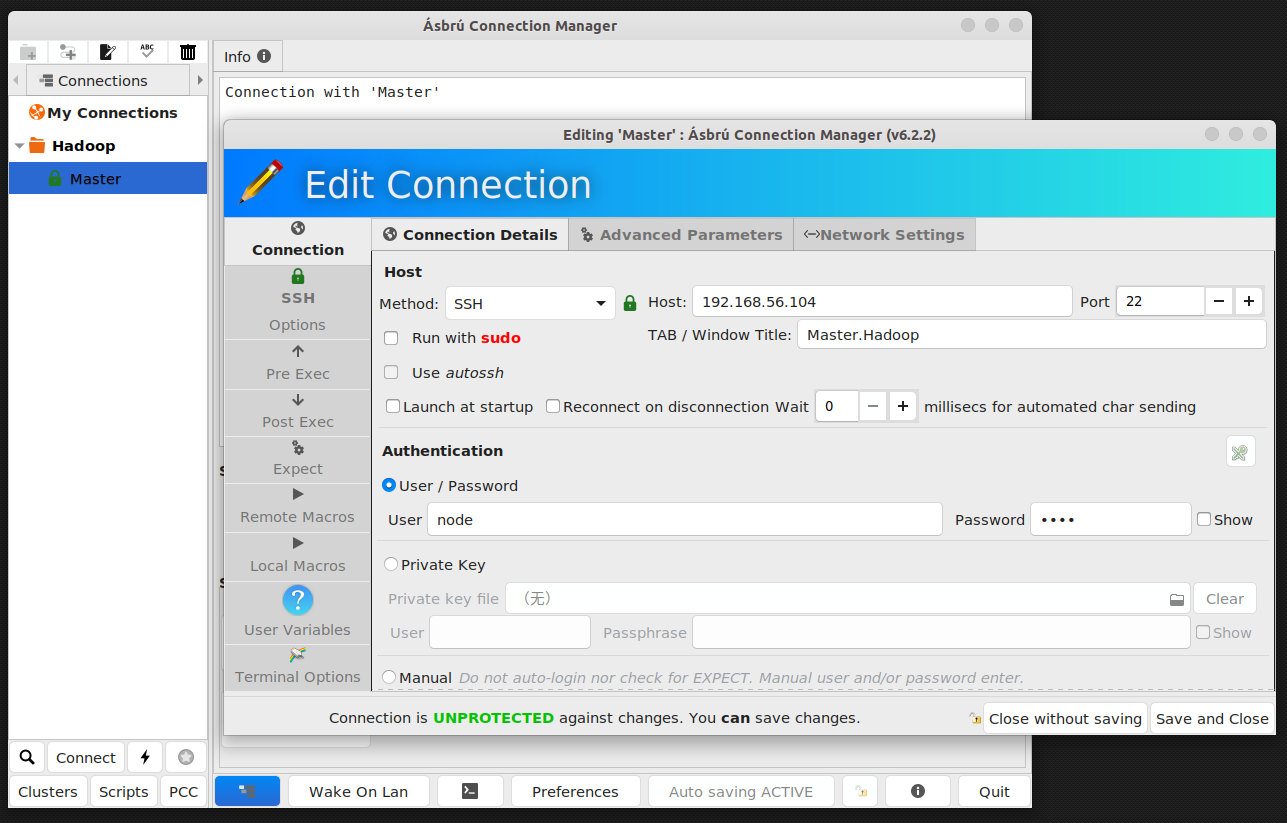 Ásbrú Connection Manager
ABC
Connections
Info
My Connections
Hadoop
Master
Connection with 'Master'
Editing 'Master' : Ásbrú Connection Manager (v6.2.2)
Edit Connection
Connection
SSH
Options
Pre Exec
Post Exec
Expect
Remote Macros
Local Macros
User Variables
Terminal Options
Connection Details
Advanced Parameters
Network Settings
Host
Method: SSH Host: 192.168.56.104 Port 22
Run with sudo TAB / Window Title: Master.Hadoop
Use autossh
Launch at startup Reconnect on disconnection Wait 0 millisecs for automated char sending
Authentication
User / Password
User node Password •••• Show
Private Key
Private key file （无） Clear
User Passphrase Show
Manual Do not auto-login nor check for EXPECT. Manual user and/or password enter.
Connection is UNPROTECTED against changes. You can save changes. Close without saving Save and Close
Connect
Clusters Scripts PCC Wake On Lan Preferences Auto saving ACTIVE Quit